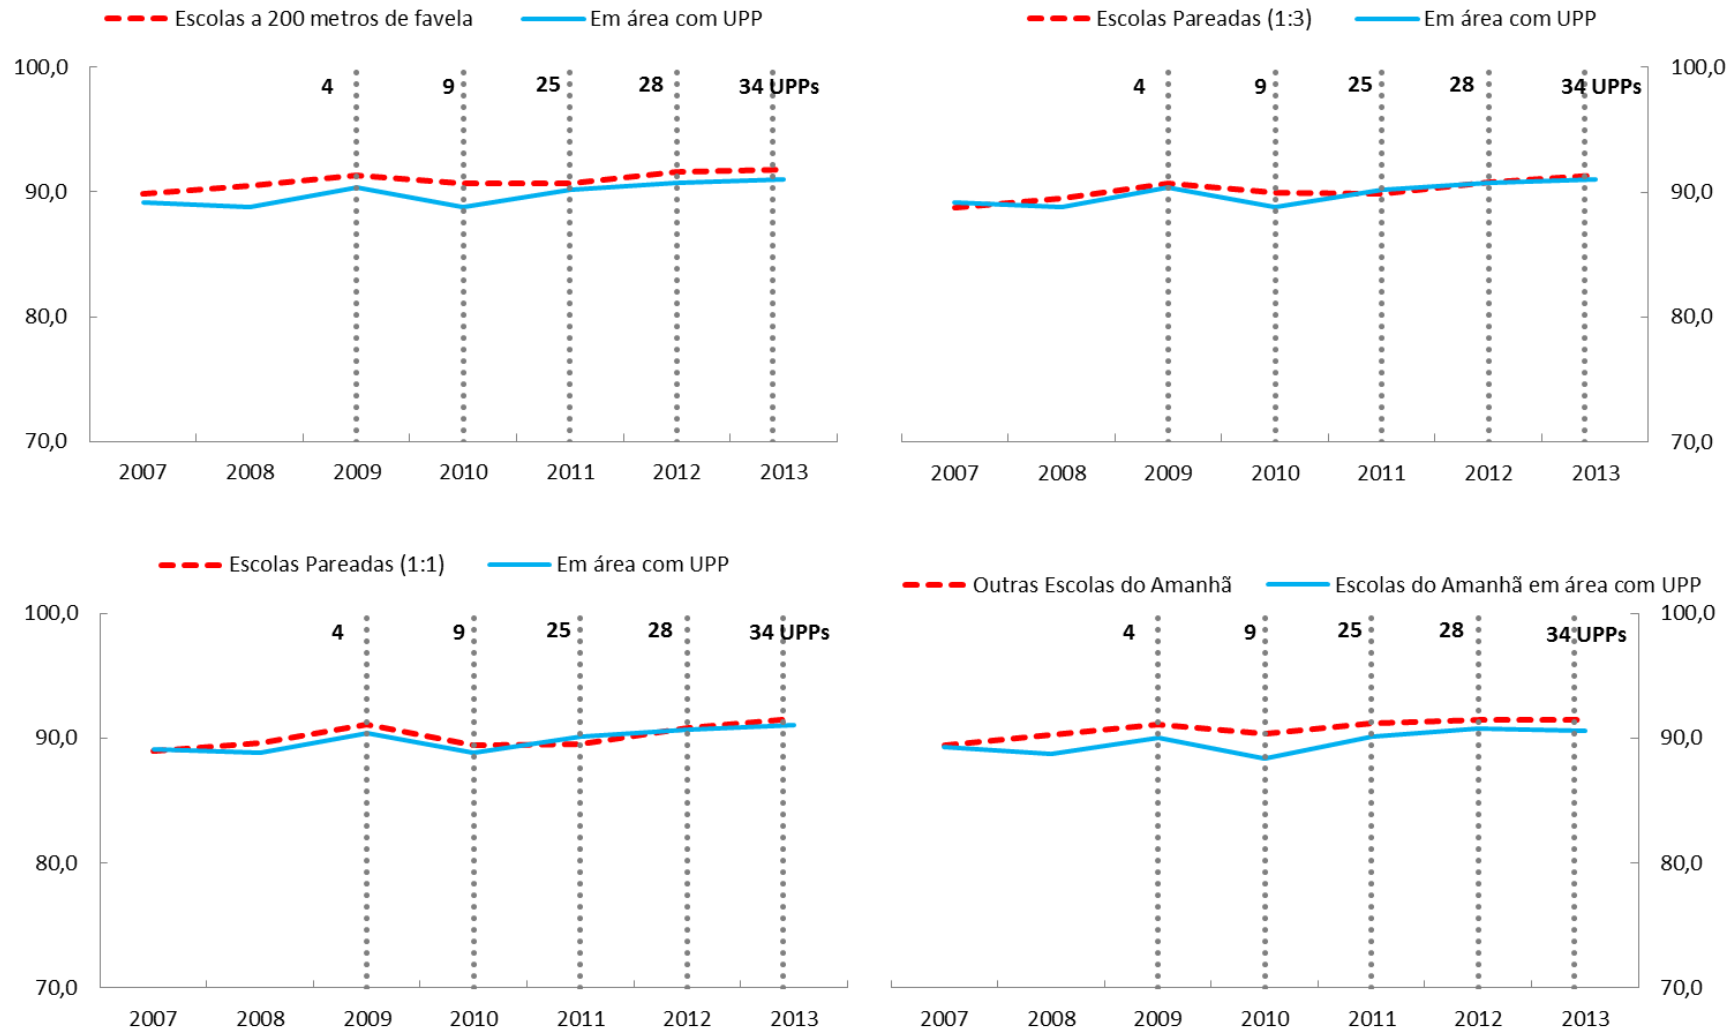 Escolas a 200 metros de favela Em área com UPP
100,0
4 9 25 28 34 UPPs
90,0
80,0
70,0
2007 2008 2009 2010 2011 2012 2013
Escolas Pareadas (1:3) Em área com UPP
100,0
4 9 25 28 34 UPPs
90,0
80,0
70,0
2007 2008 2009 2010 2011 2012 2013
Escolas Pareadas (1:1) Em área com UPP
100,0
4 9 25 28 34 UPPs
90,0
80,0
70,0
2007 2008 2009 2010 2011 2012 2013
Outras Escolas do Amanhã Escolas do Amanhã em área com UPP
100,0
4 9 25 28 34 UPPs
90,0
80,0
70,0
2007 2008 2009 2010 2011 2012 2013